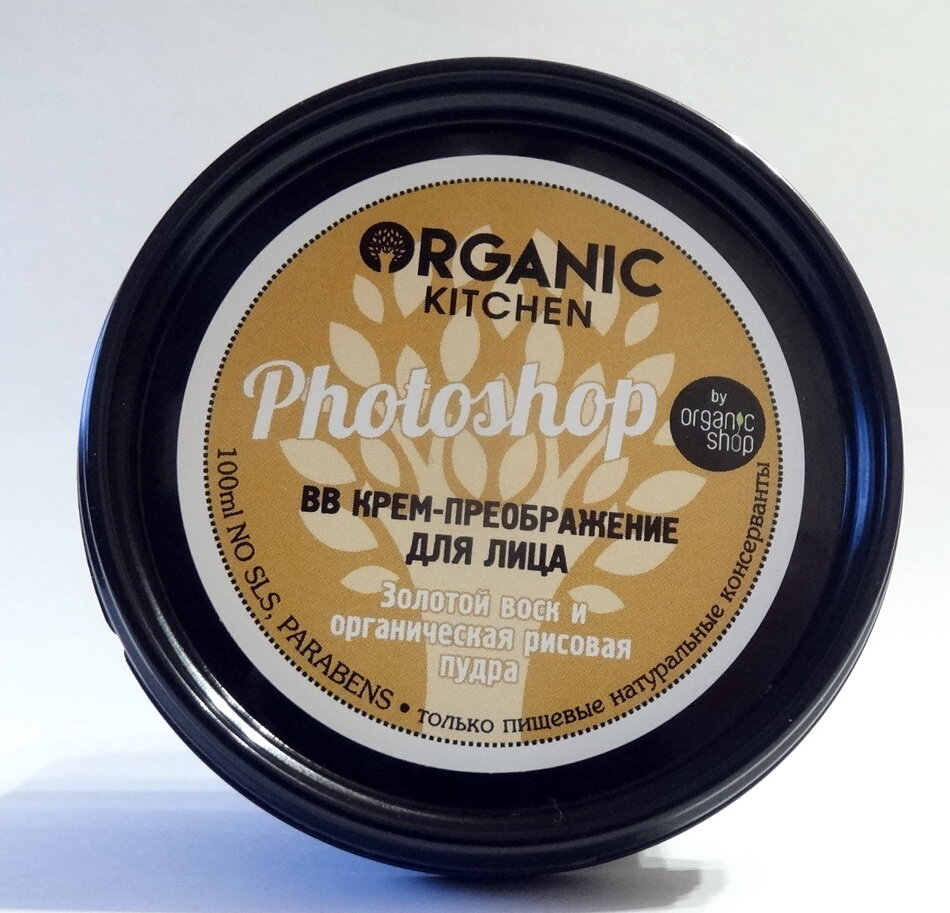 ORGANIC
KITCHEN
Photoshop
by
organic
shop
BB КРЕМ-ПРЕОБРАЖЕНИЕ
ДЛЯ ЛИЦА
Золотой воск и
органическая рисовая
пудра
100ml NO SLS, PARABENS • только пищевые натуральные консерванты